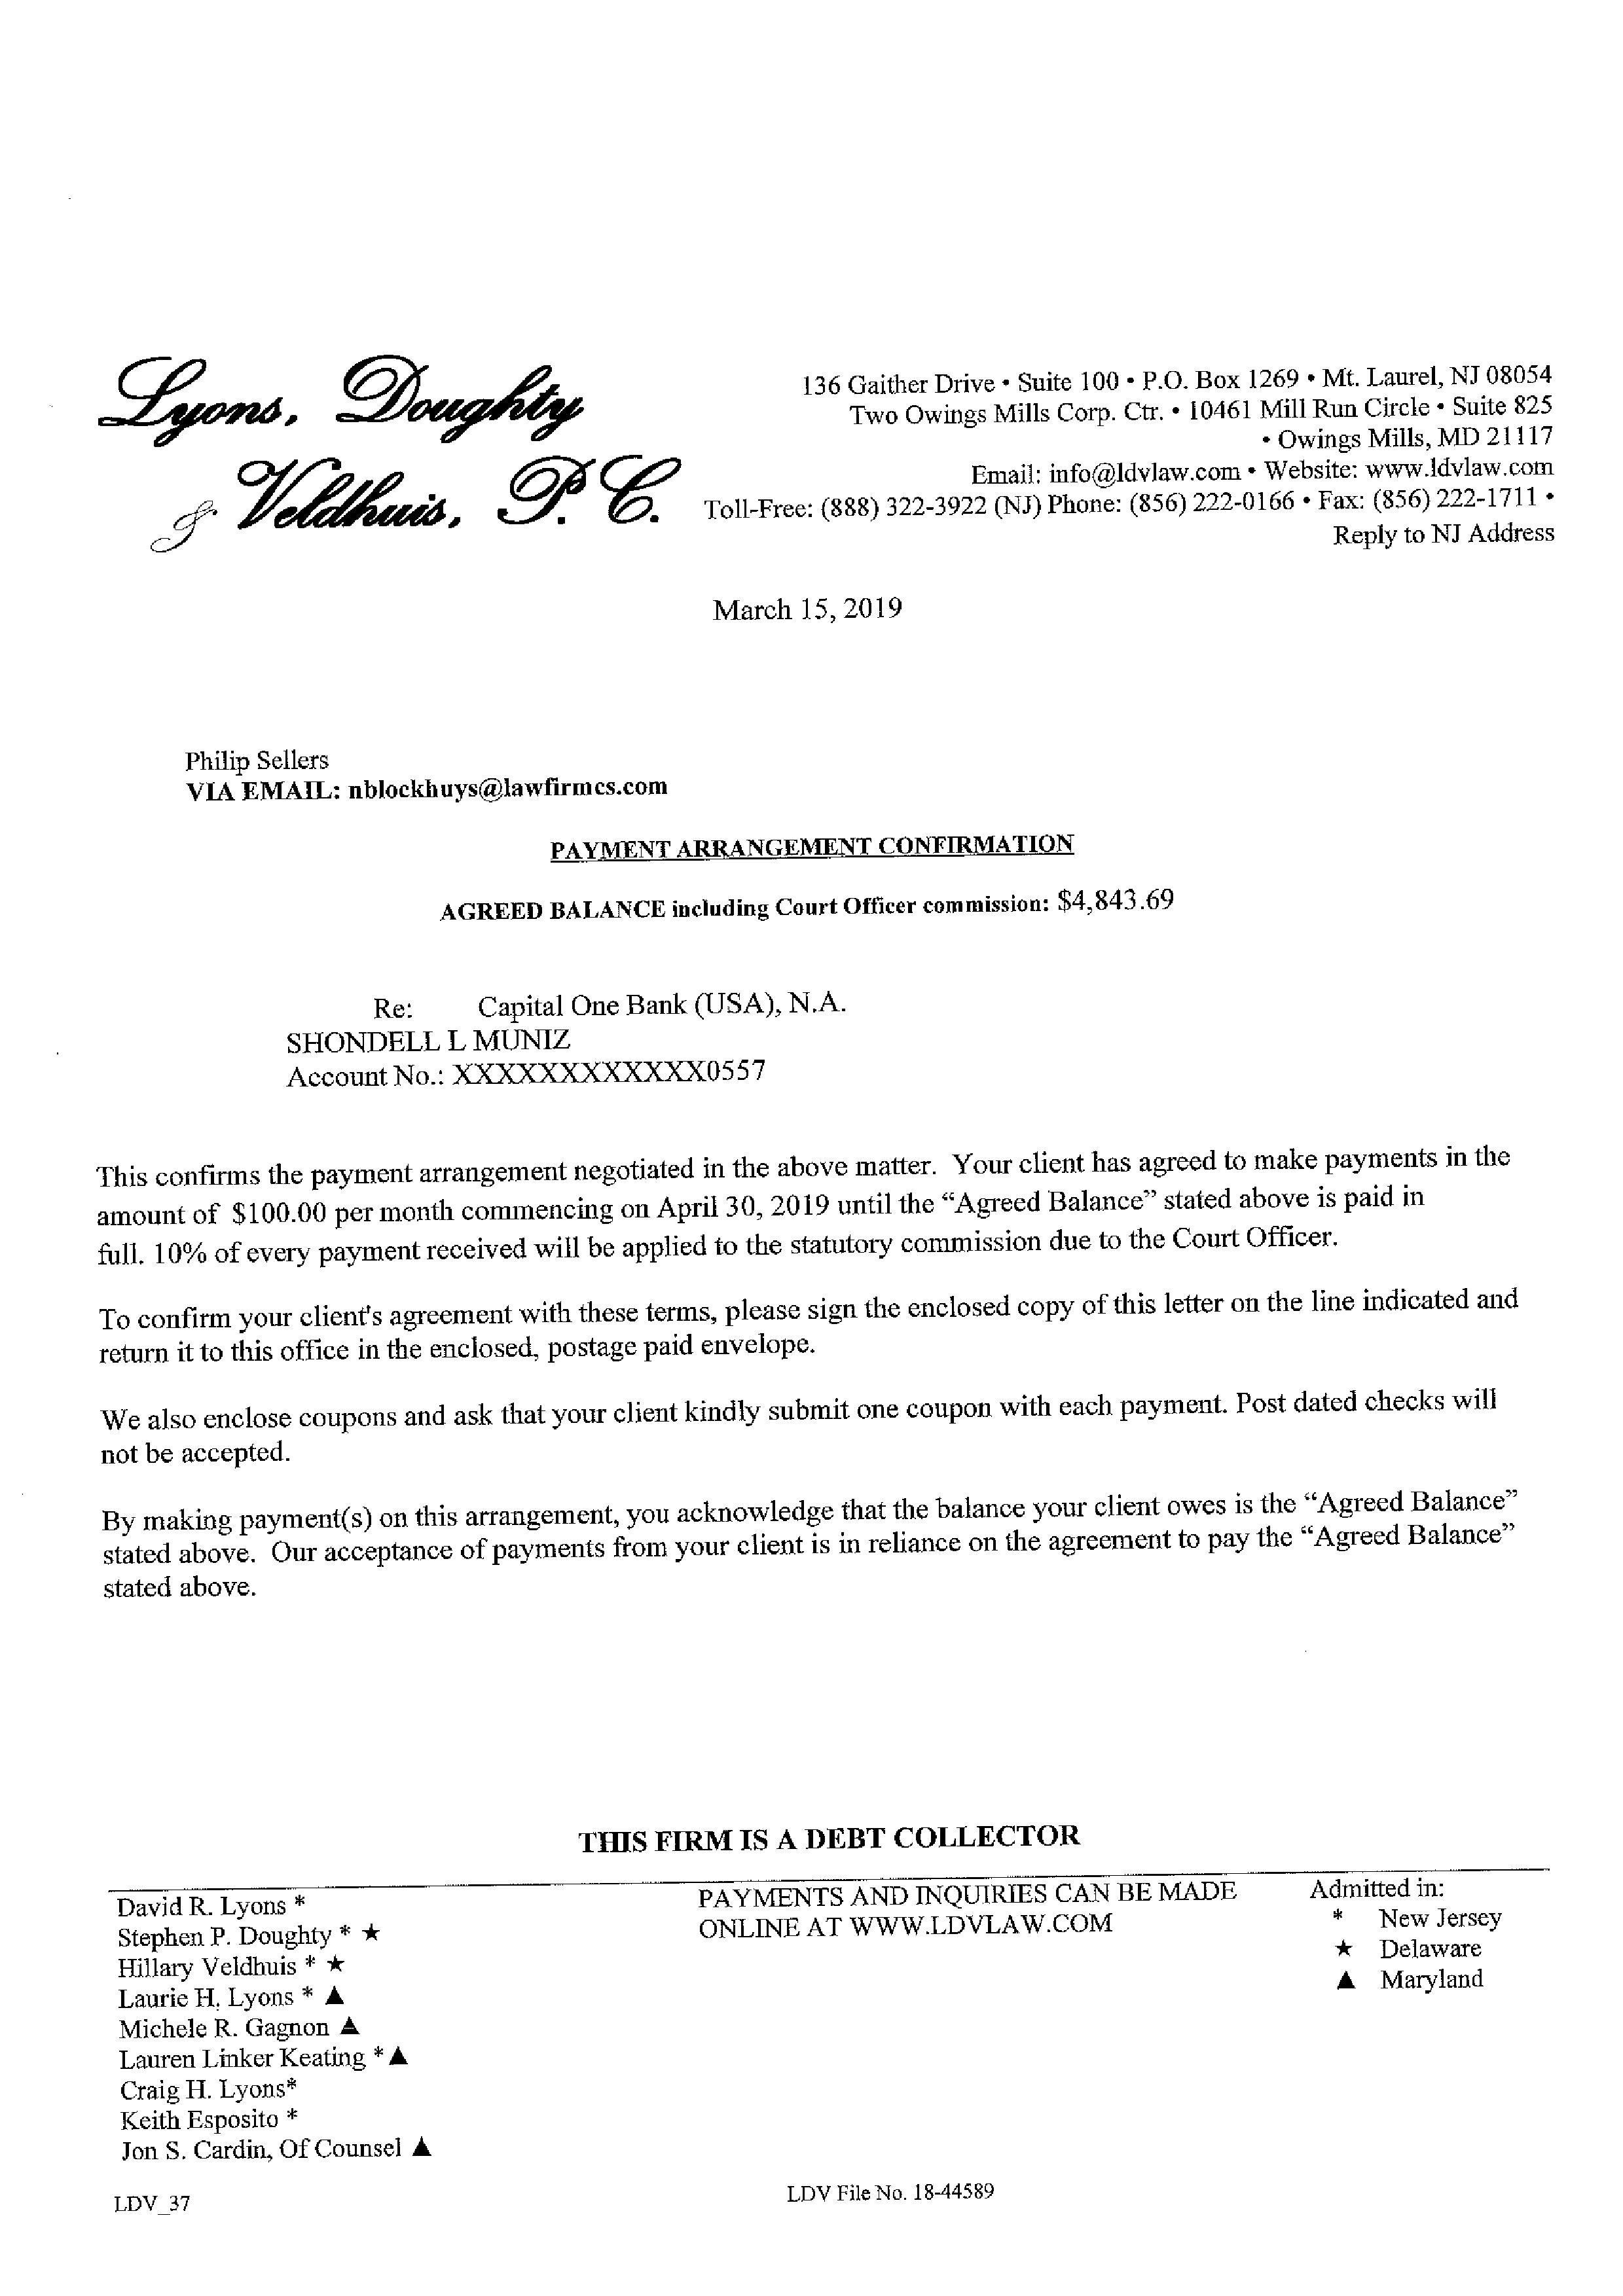 Lyons, Doughty
& Veldhuis, P.C.
136 Gaither Drive • Suite 100 • P.O. Box 1269 • Mt. Laurel, NJ 08054
Two Owings Mills Corp. Ctr. • 10461 Mill Run Circle • Suite 825
• Owings Mills, MD 21117
Email: info@ldvlaw.com • Website: www.ldvlaw.com
Toll-Free: (888) 322-3922 (NJ) Phone: (856) 222-0166 • Fax: (856) 222-1711 •
Reply to NJ Address
March 15, 2019
Philip Sellers
VIA EMAIL: nblockhuys@lawfirmcs.com
PAYMENT ARRANGEMENT CONFIRMATION
AGREED BALANCE including Court Officer commission: $4,843.69
Re: Capital One Bank (USA), N.A.
SHONDELL L MUNIZ
Account No.: XXXXXXXXXXXX0557
This confirms the payment arrangement negotiated in the above matter. Your client has agreed to make payments in the
amount of $100.00 per month commencing on April 30, 2019 until the “Agreed Balance” stated above is paid in
full. 10% of every payment received will be applied to the statutory commission due to the Court Officer.
To confirm your client's agreement with these terms, please sign the enclosed copy of this letter on the line indicated and
return it to this office in the enclosed, postage paid envelope.
We also enclose coupons and ask that your client kindly submit one coupon with each payment. Post dated checks will
not be accepted.
By making payment(s) on this arrangement, you acknowledge that the balance your client owes is the “Agreed Balance”
stated above. Our acceptance of payments from your client is in reliance on the agreement to pay the “Agreed Balance”
stated above.
THIS FIRM IS A DEBT COLLECTOR
David R. Lyons *
Stephen P. Doughty * ★
Hillary Veldhuis * ★
Laurie H. Lyons * ▲
Michele R. Gagnon ▲
Lauren Linker Keating * ▲
Craig H. Lyons*
Keith Esposito *
Jon S. Cardin, Of Counsel ▲
PAYMENTS AND INQUIRIES CAN BE MADE
ONLINE AT WWW.LDVLAW.COM
Admitted in:
* New Jersey
★ Delaware
▲ Maryland
LDV_37
LDV File No. 18-44589